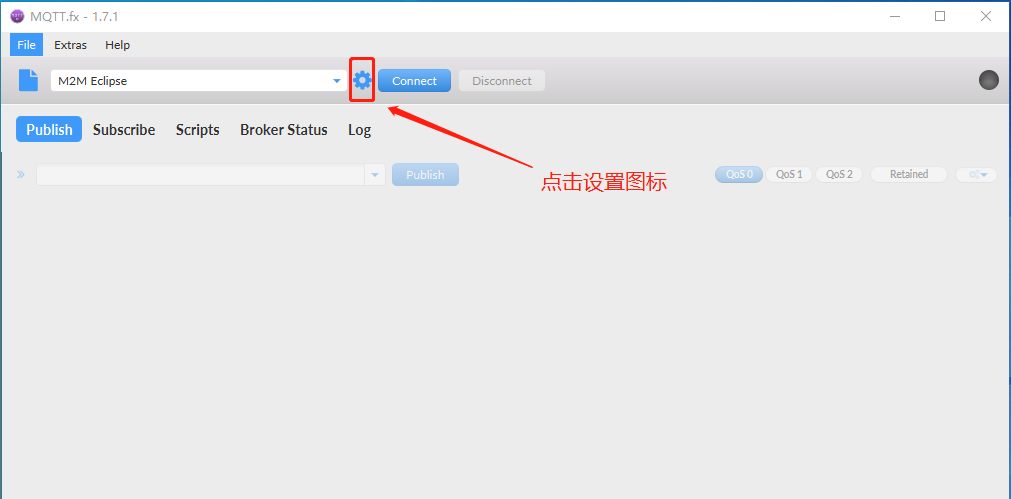 MQTT.fx - 1.7.1
File Extras Help
M2M Eclipse Connect Disconnect
Publish Subscribe Scripts Broker Status Log
Publish QoS 0 QoS 1 QoS 2 Retained
点击设置图标